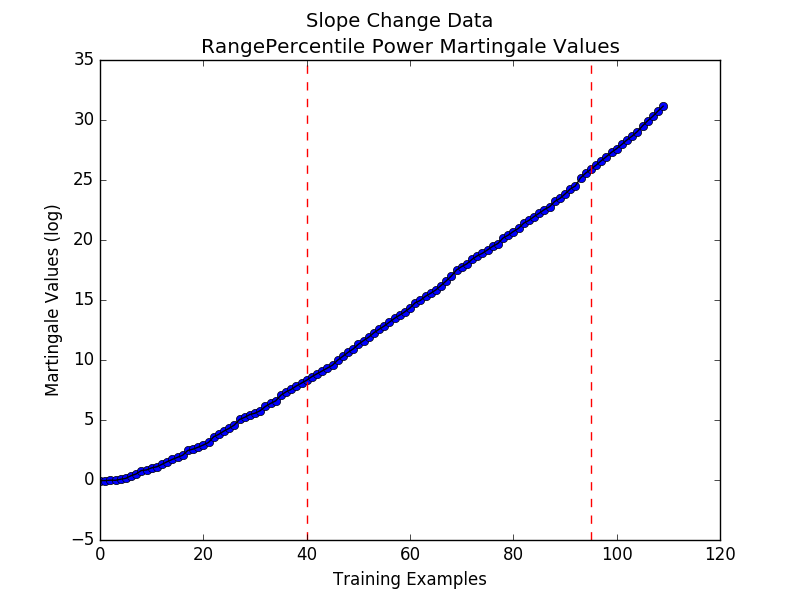 Slope Change Data
RangePercentile Power Martingale Values
35
30
25
20
15
10
5
0
−5
Martingale Values (log)
0 20 40 60 80 100 120
Training Examples